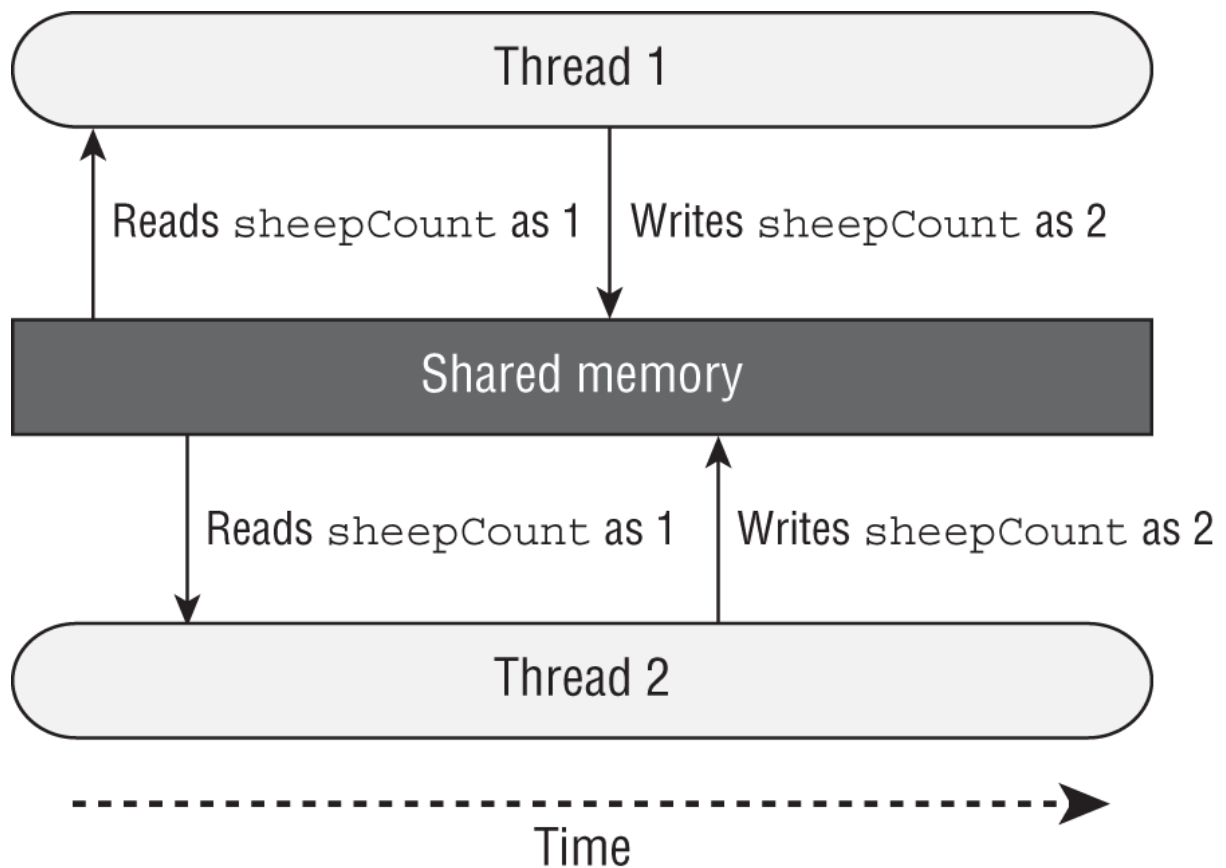 Thread 1
Reads sheepCount as 1
Writes sheepCount as 2
Shared memory
Reads sheepCount as 1
Writes sheepCount as 2
Thread 2
Time